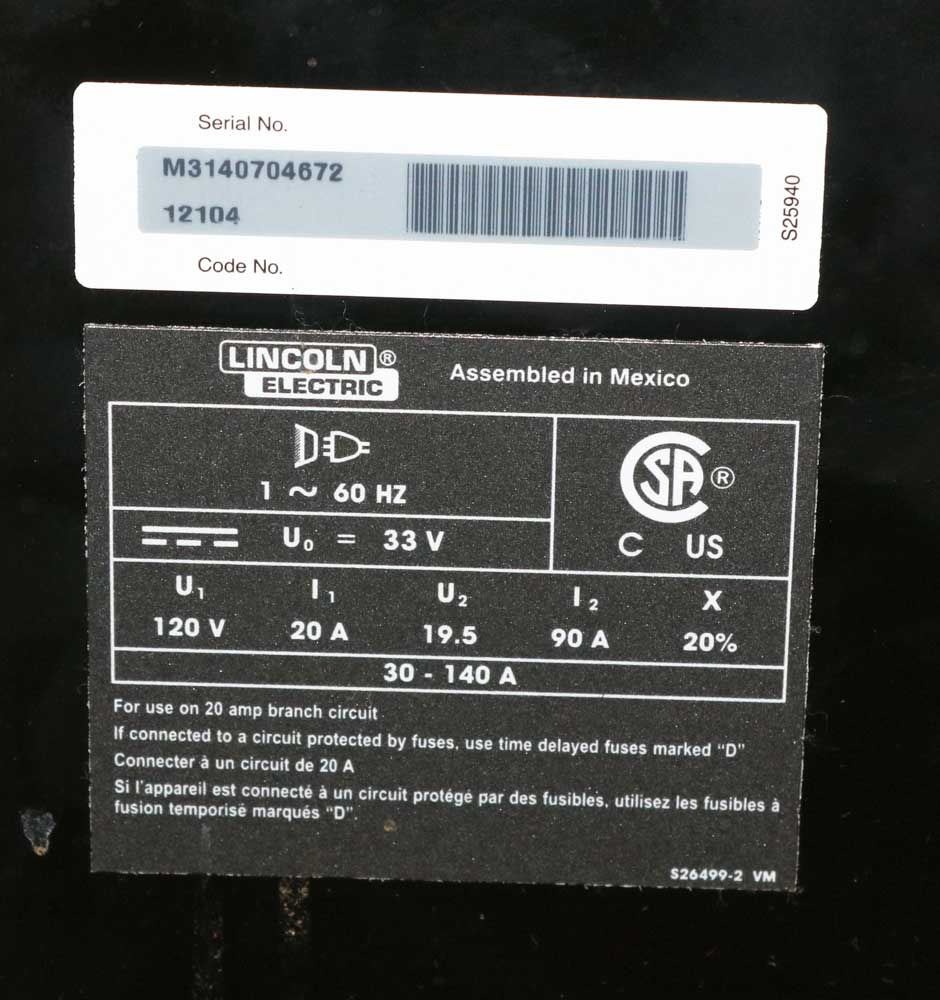 Serial No.
M3140704672
12104
Code No.
S25940
LINCOLN ®
ELECTRIC
Assembled in Mexico
1 ~ 60 HZ
CSA ®
C US
U₀ = 33 V
U₁ I₁ U₂ I₂ X
120 V 20 A 19.5 90 A 20%
30 - 140 A
For use on 20 amp branch circuit
If connected to a circuit protected by fuses, use time delayed fuses marked "D"
Connecter à un circuit de 20 A
Si l'appareil est connecté à un circuit protégé par des fusibles, utilisez les fusibles à
fusion temporisé marqués "D".
S26499-2 VM